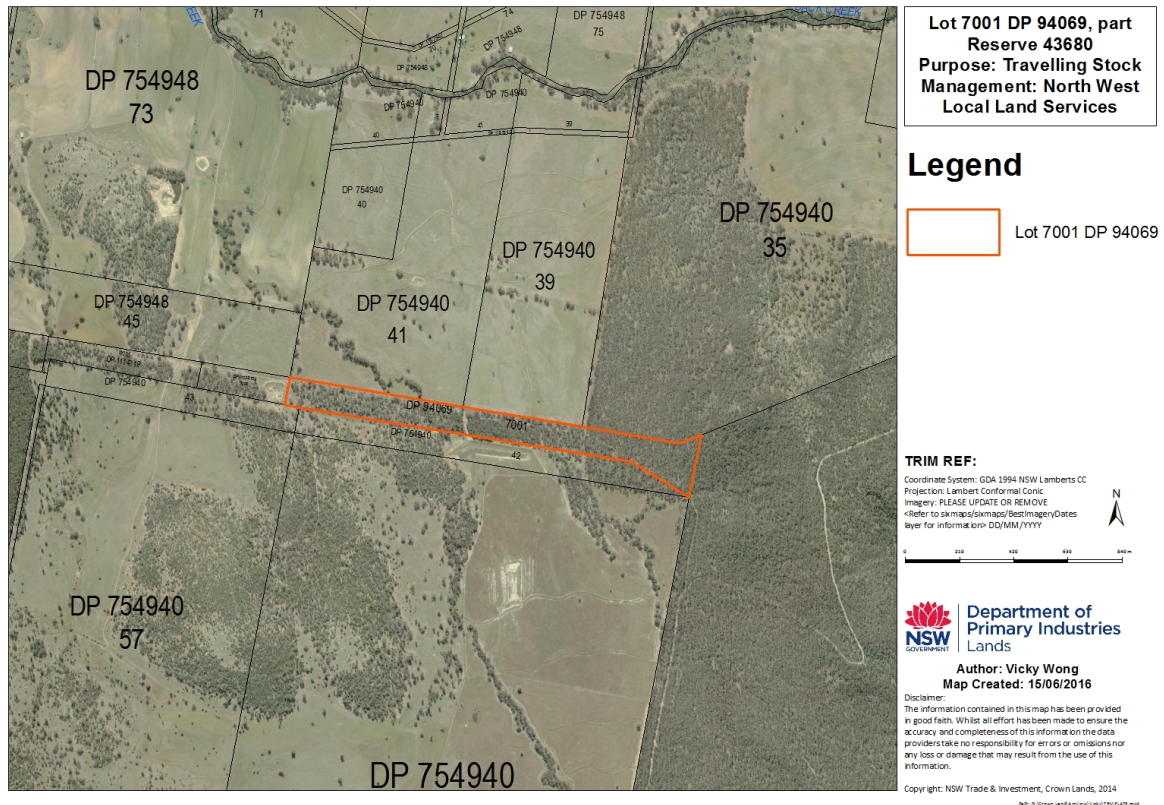 CREEK
71
74
DP 754948
75
DP 754948
DP 754948
DP 754948
73
DP 754940
DP 754940
40
41
39
DP 754940
40
DP 754940
35
DP 754940
39
DP 754948
45
DP 754940
41
DP 754940
43
DP 94069
7001
DP 754940
42
DP 754940
57
DP 754940
Lot 7001 DP 94069, part
Reserve 43680
Purpose: Travelling Stock
Management: North West
Local Land Services
Legend
Lot 7001 DP 94069
TRIM REF:
Coordinate System: GDA 1994 NSW Lamberts CC
Projection: Lambert Conformal Conic
Imagery: PLEASE UPDATE OR REMOVE
<Refer to sixmaps/sixmaps/BestImageryDates
layer for information> DD/MM/YYYY
N
0 210 420 630 840 m
NSW
GOVERNMENT
Department of
Primary Industries
Lands
Author: Vicky Wong
Map Created: 15/06/2016
Disclaimer:
The information contained in this map has been provided
in good faith. Whilst all effort has been made to ensure the
accuracy and completeness of this information the data
providers take no responsibility for errors or omissions nor
any loss or damage that may result from the use of this
information.
Copyright: NSW Trade & Investment, Crown Lands, 2014